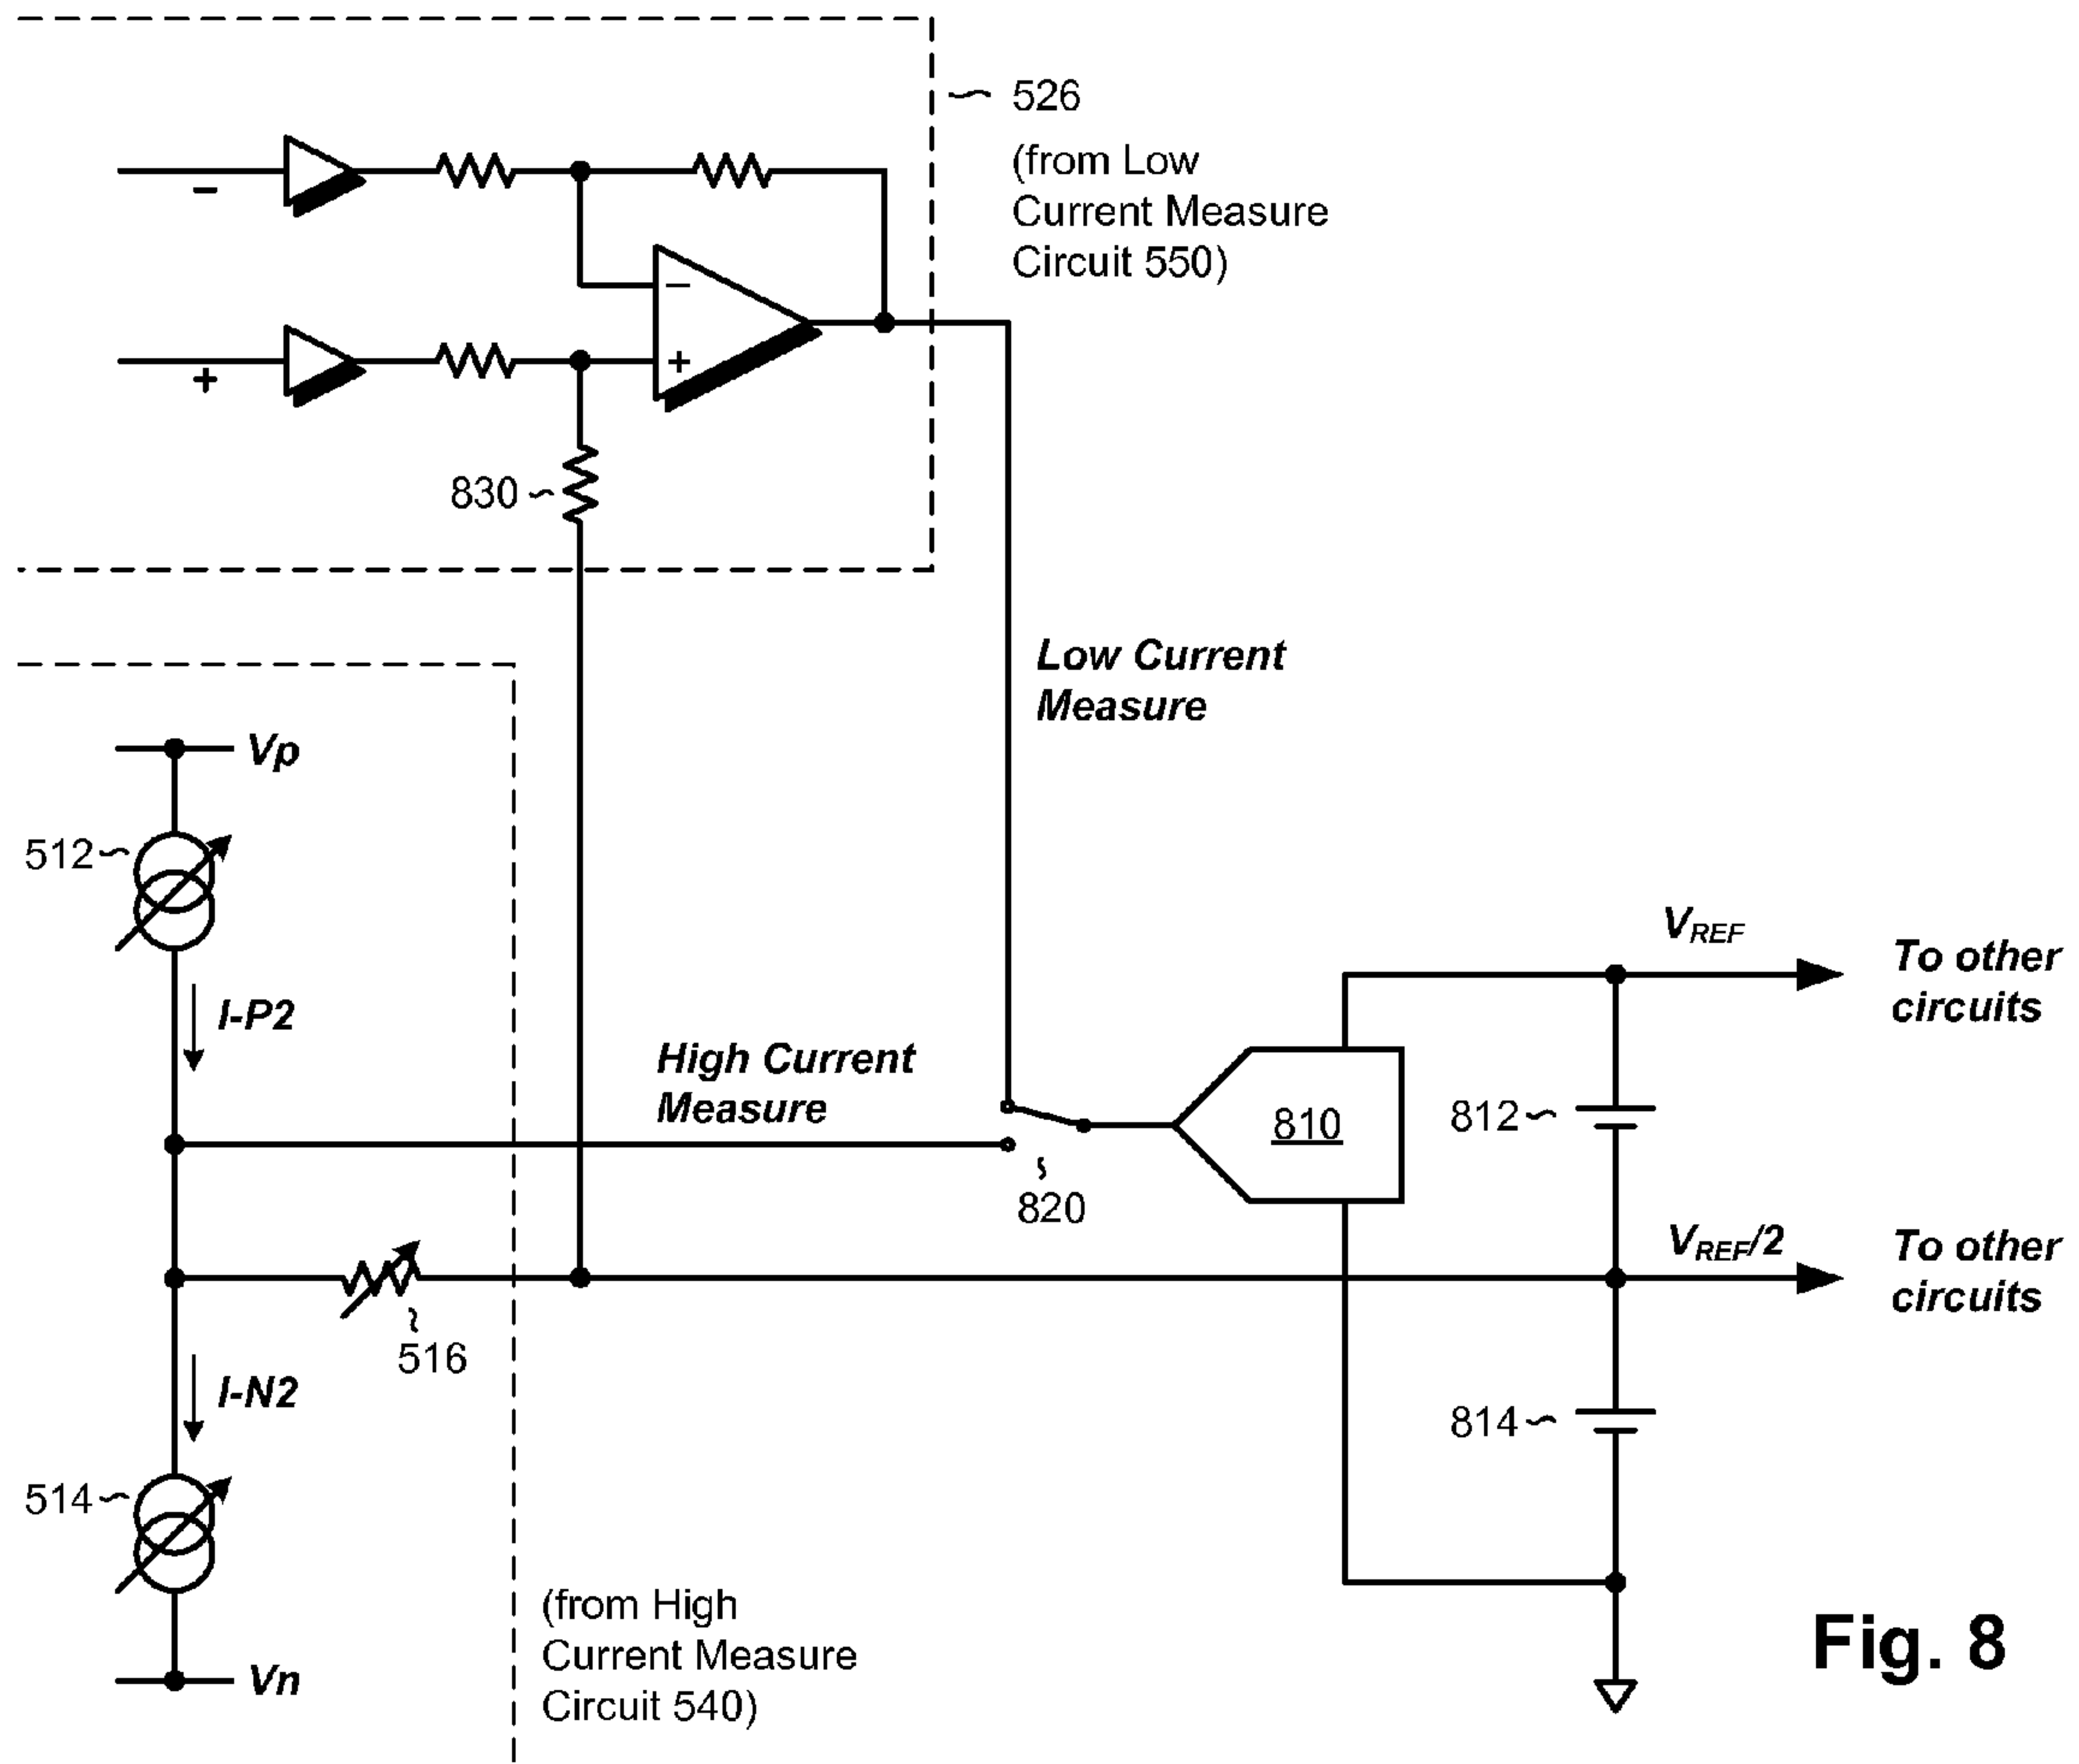 526
(from Low
Current Measure
Circuit 550)
−
+
−
+
830
Low Current
Measure
Vp
512
I-P2
High Current
Measure
VREF
To other
circuits
810
812
820
VREF/2
To other
circuits
516
I-N2
814
514
(from High
Current Measure
Circuit 540)
Vn
Fig. 8